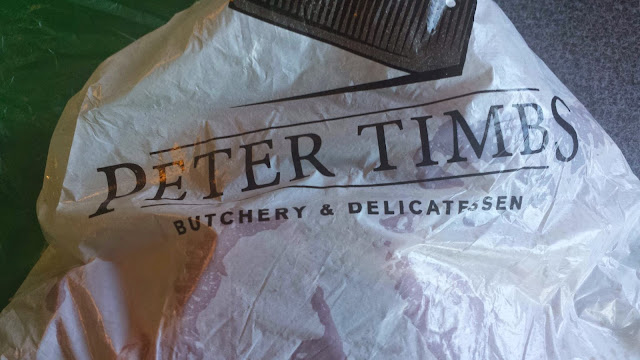 PETER TIMBS
BUTCHERY & DELICATESSEN